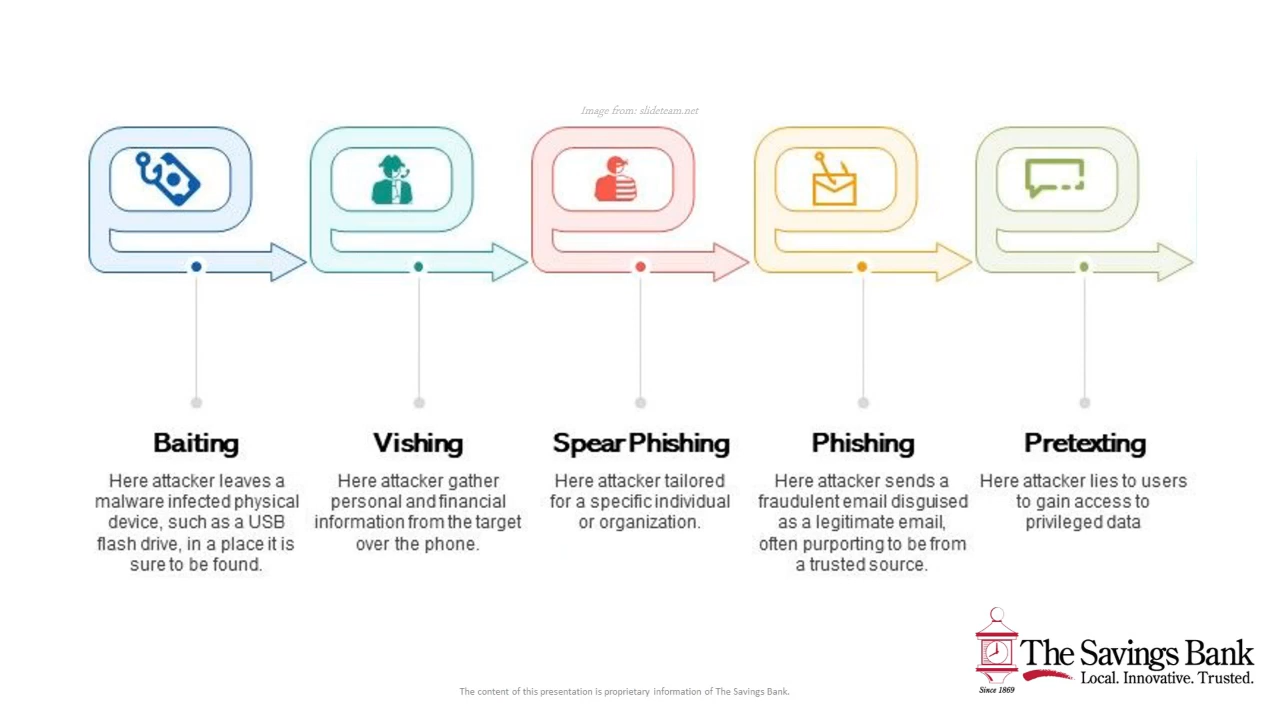 Image from: slideteam.net
Baiting
Here attacker leaves a
malware infected physical
device, such as a USB
flash drive, in a place it is
sure to be found.
Vishing
Here attacker gather
personal and financial
information from the target
over the phone.
Spear Phishing
Here attacker tailored
for a specific individual
or organization.
Phishing
Here attacker sends a
fraudulent email disguised
as a legitimate email,
often purporting to be from
a trusted source.
Pretexting
Here attacker lies to users
to gain access to
privileged data
The Savings Bank
Local. Innovative. Trusted.
Since 1869
The content of this presentation is proprietary information of The Savings Bank.